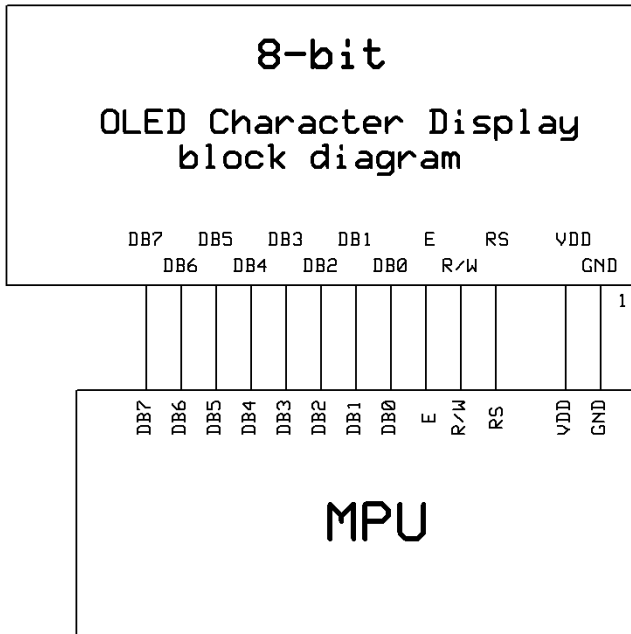 8-bit
OLED Character Display
block diagram
DB7 DB5 DB3 DB1 E RS VDD
DB6 DB4 DB2 DB0 R/W GND
1
DB7 DB6 DB5 DB4 DB3 DB2 DB1 DB0 E R/W RS VDD GND
MPU